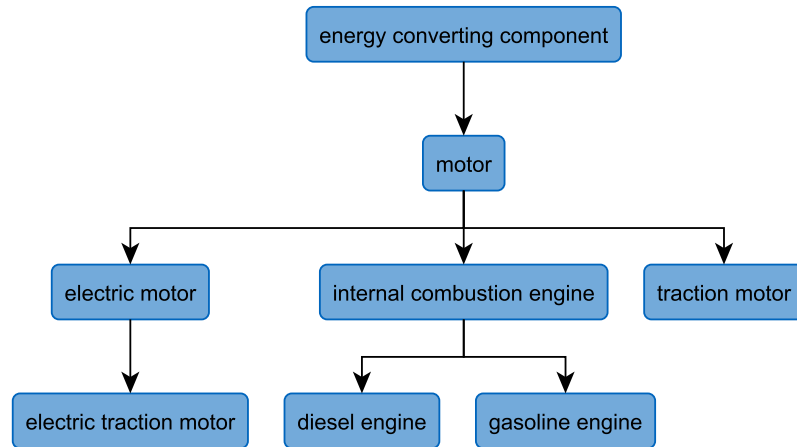 energy converting component
motor
electric motor
internal combustion engine
traction motor
electric traction motor
diesel engine
gasoline engine